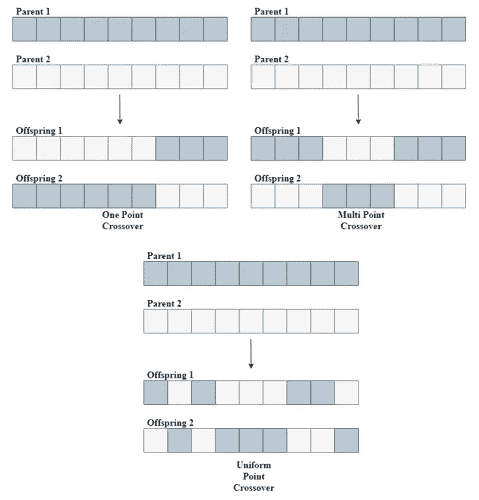 Parent 1
Parent 2
Offspring 1
Offspring 2
One Point
Crossover
Parent 1
Parent 2
Offspring 1
Offspring 2
Multi Point
Crossover
Parent 1
Parent 2
Offspring 1
Offspring 2
Uniform
Point
Crossover